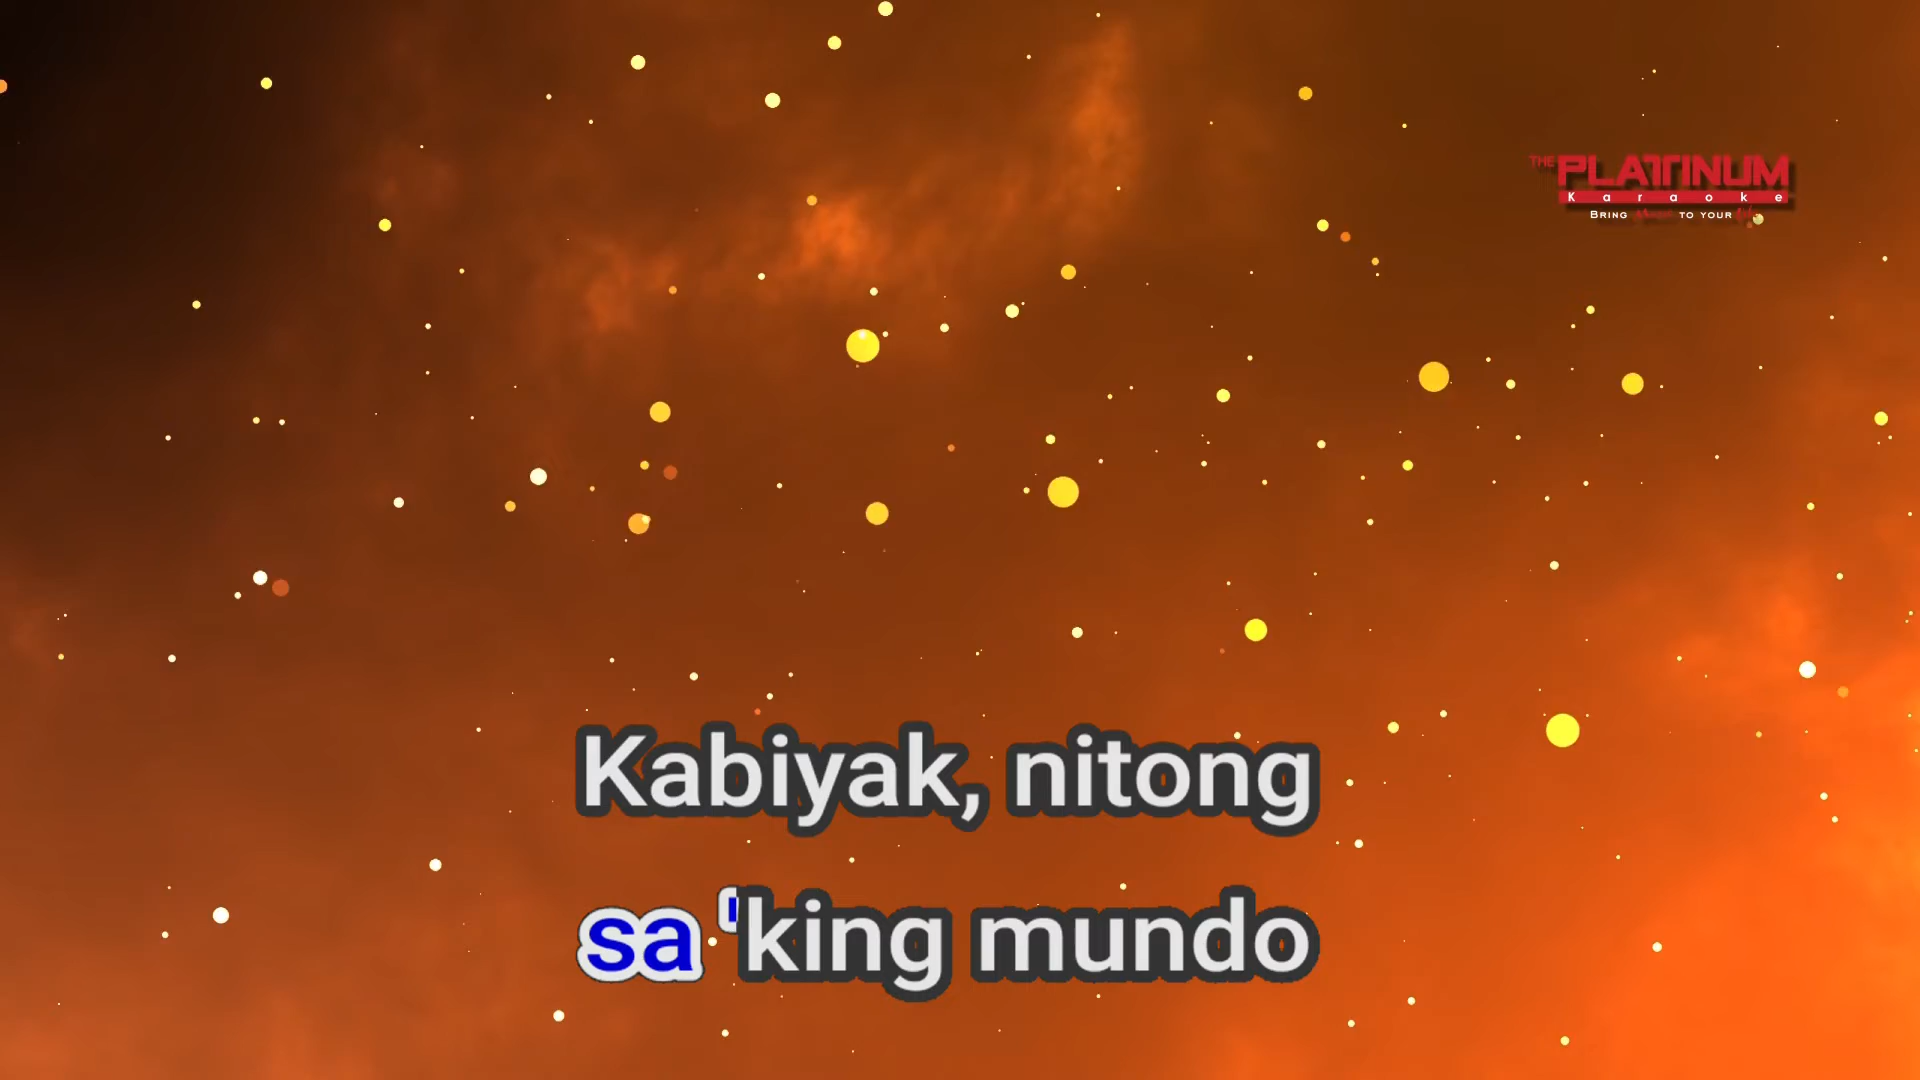 THE PLATINUM
Karaoke
BRING Music TO YOUR life
Kabiyak, nitong
sa 'king mundo